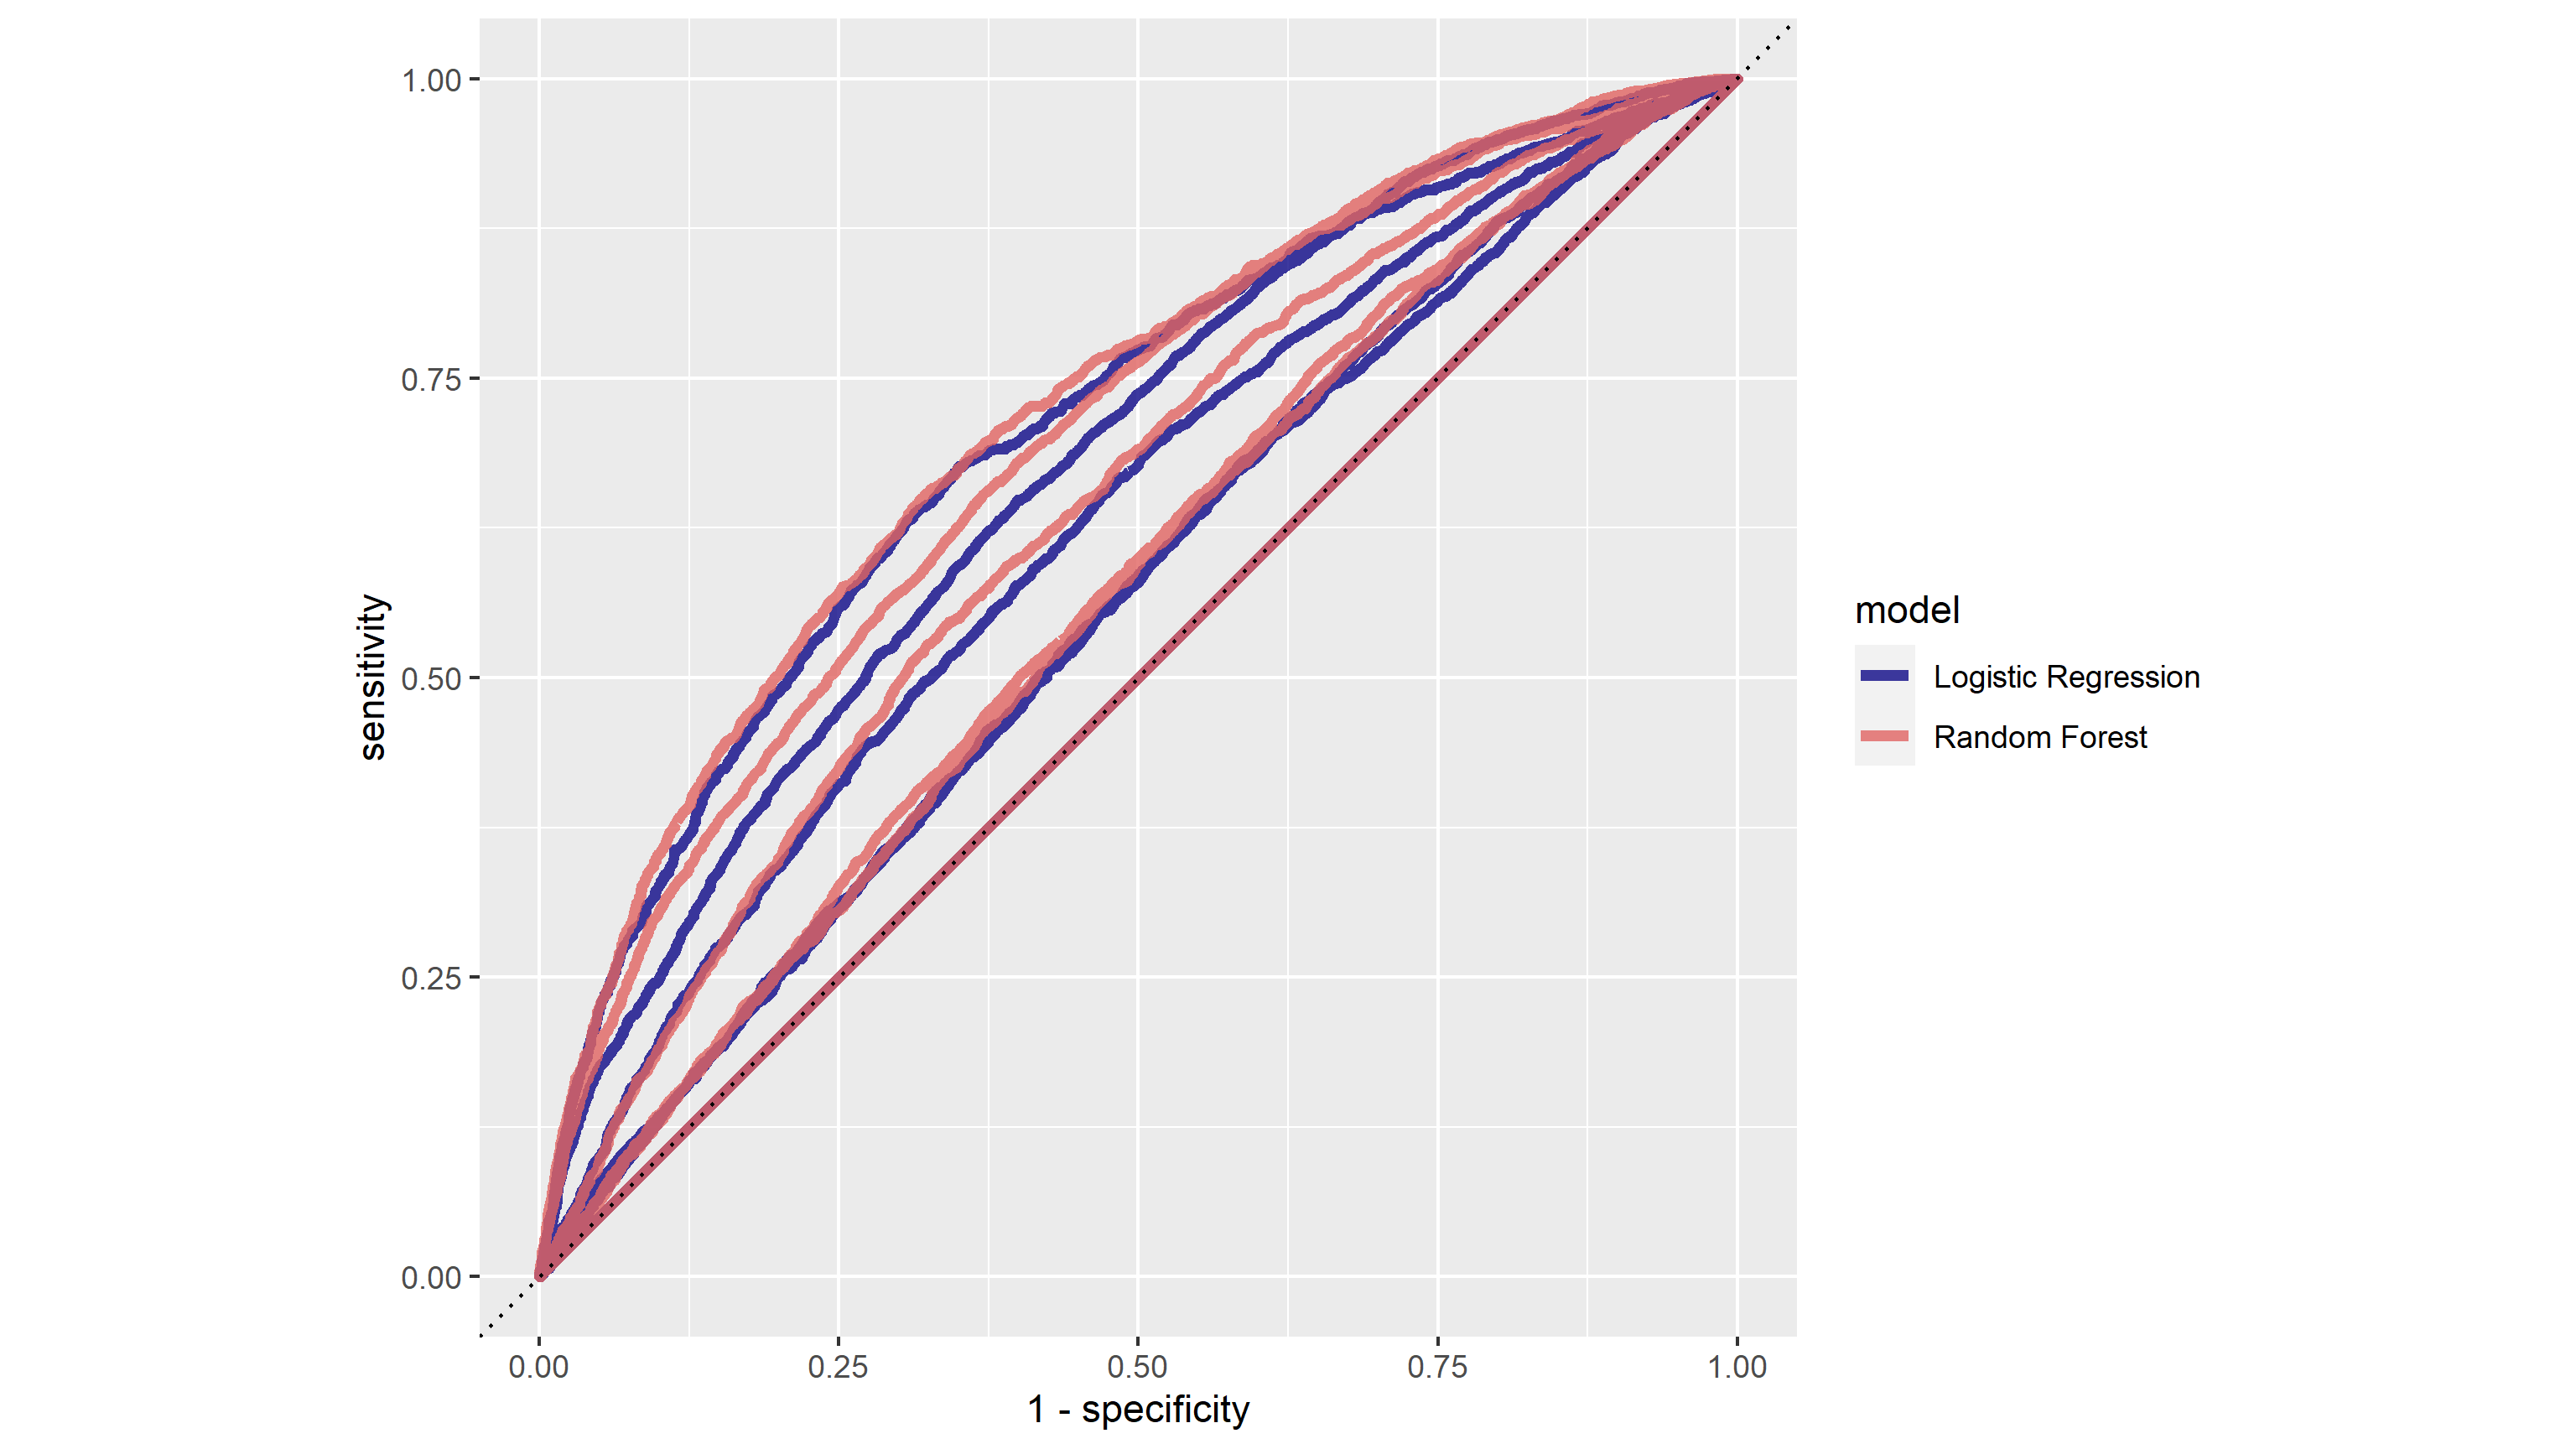 1.00
0.75
0.50
0.25
0.00
sensitivity
0.00 0.25 0.50 0.75 1.00
1 - specificity
model
Logistic Regression
Random Forest